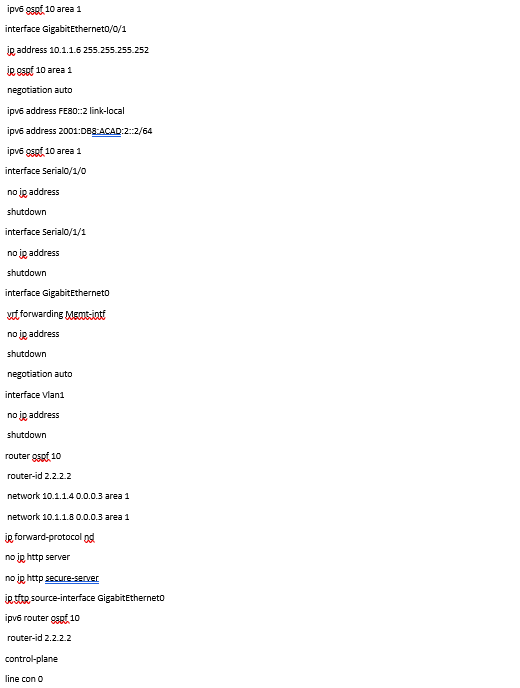 ipv6 ospf 10 area 1
interface GigabitEthernet0/0/1
ip address 10.1.1.6 255.255.255.252
ip ospf 10 area 1
negotiation auto
ipv6 address FE80::2 link-local
ipv6 address 2001:DB8:ACAD:2::2/64
ipv6 ospf 10 area 1
interface Serial0/1/0
no ip address
shutdown
interface Serial0/1/1
no ip address
shutdown
interface GigabitEthernet0
vrf forwarding Mgmt-intf
no ip address
shutdown
negotiation auto
interface Vlan1
no ip address
shutdown
router ospf 10
router-id 2.2.2.2
network 10.1.1.4 0.0.0.3 area 1
network 10.1.1.8 0.0.0.3 area 1
ip forward-protocol nd
no ip http server
no ip http secure-server
ip tftp source-interface GigabitEthernet0
ipv6 router ospf 10
router-id 2.2.2.2
control-plane
line con 0